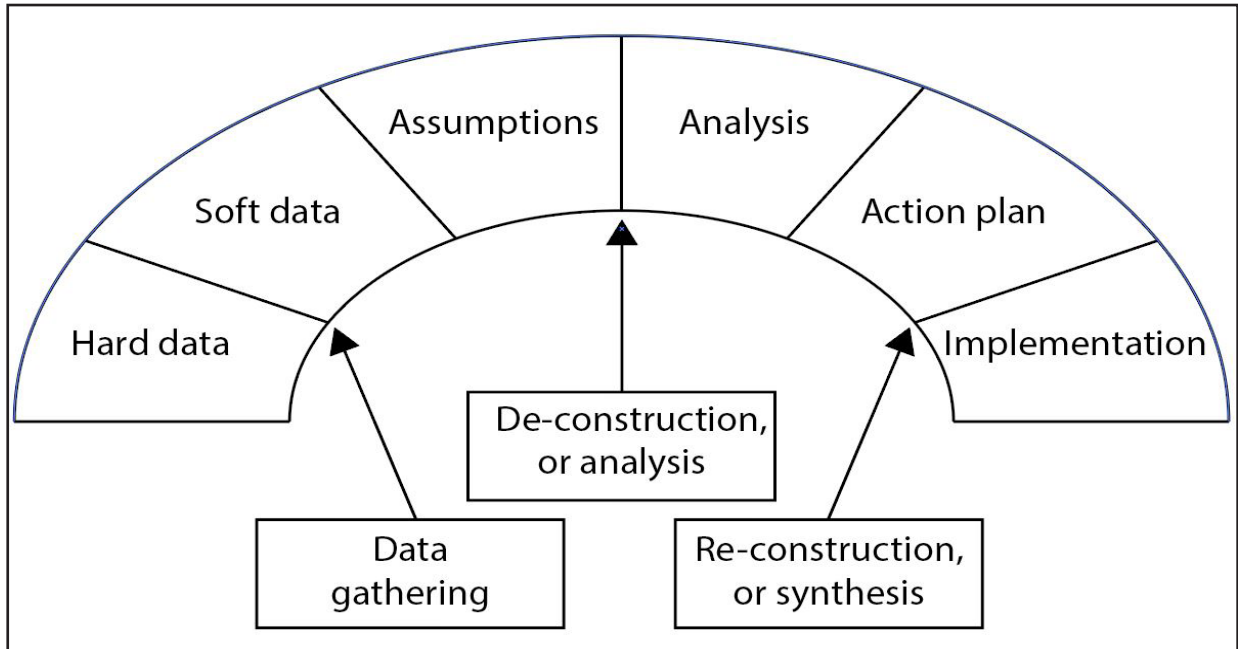 Assumptions
Analysis
Soft data
Action plan
Hard data
Implementation
De-construction,
or analysis
Data
gathering
Re-construction,
or synthesis